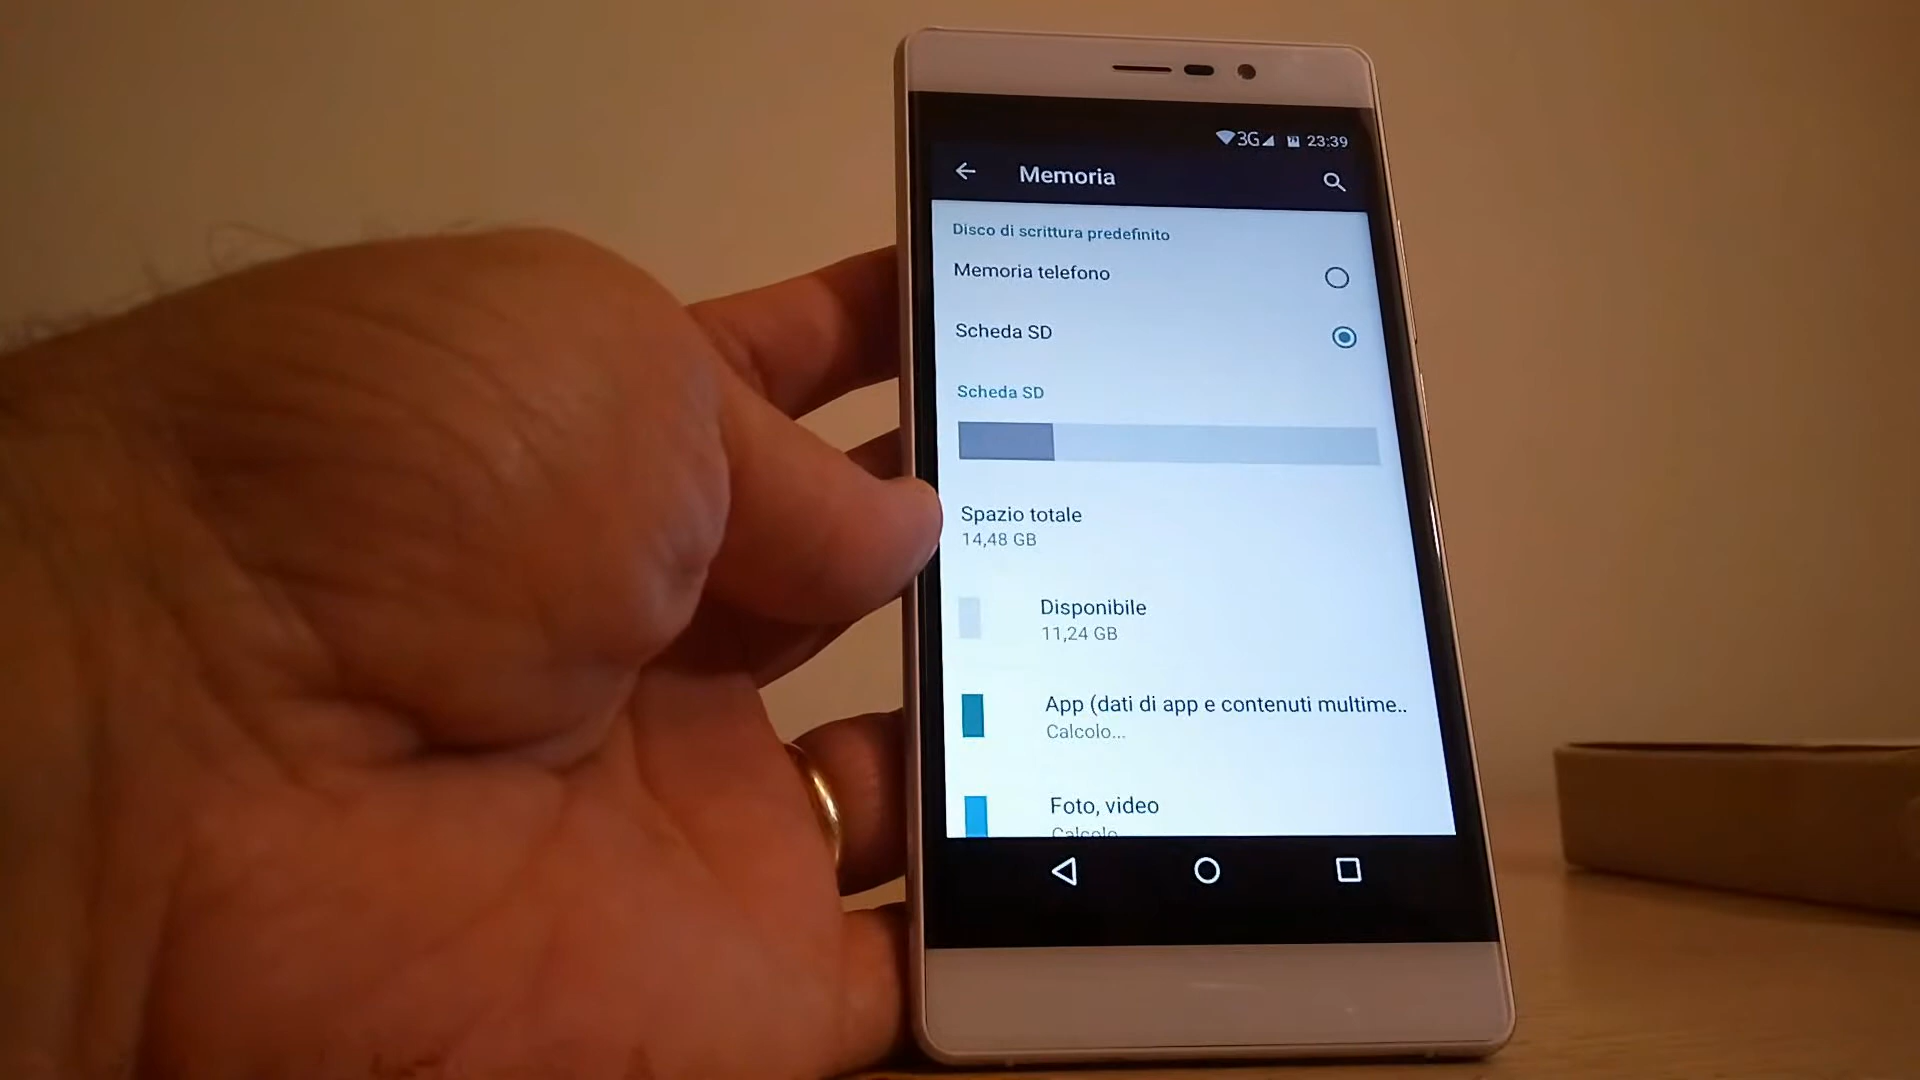 3G 23:39
Memoria
Disco di scrittura predefinito
Memoria telefono
Scheda SD
Scheda SD
Spazio totale
14,48 GB
Disponibile
11,24 GB
App (dati di app e contenuti multime..
Calcolo...
Foto, video
Calcolo